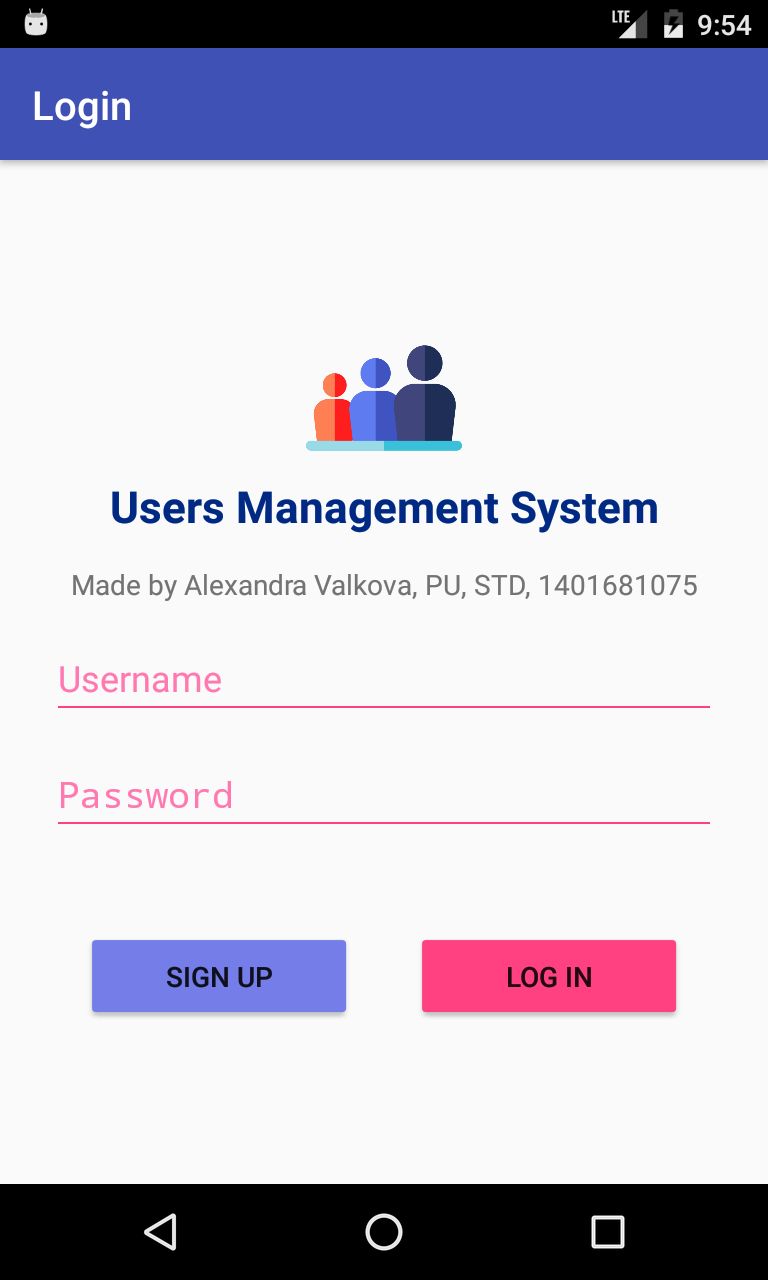 LTE 9:54
Login
Users Management System
Made by Alexandra Valkova, PU, STD, 1401681075
Username
Password
SIGN UP LOG IN